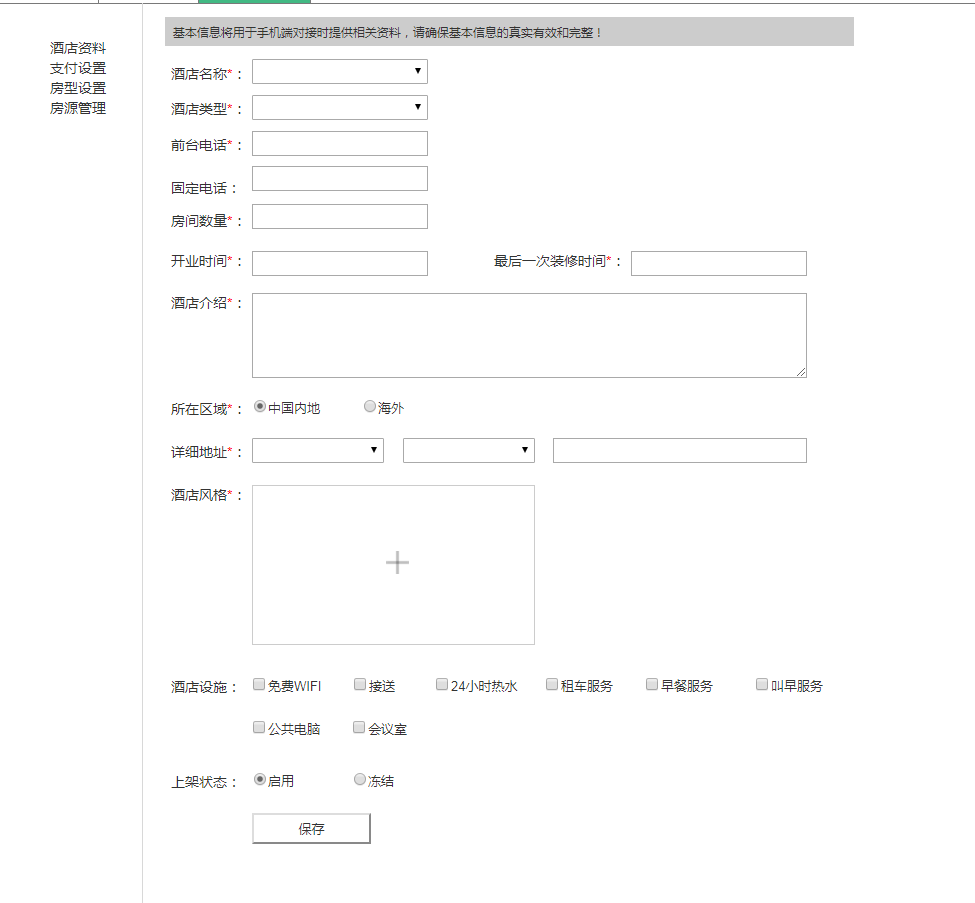 基本信息将用于手机端对接时提供相关资料，请确保基本信息的真实有效和完整！
酒店资料
支付设置
房型设置
房源管理
酒店名称*：
酒店类型*：
前台电话*：
固定电话：
房间数量*：
开业时间*： 最后一次装修时间*：
酒店介绍*：
所在区域*： 中国内地 海外
详细地址*：
酒店风格*：
酒店设施： 免费WIFI 接送 24小时热水 租车服务 早餐服务 叫早服务
公共电脑 会议室
上架状态： 启用 冻结
保存